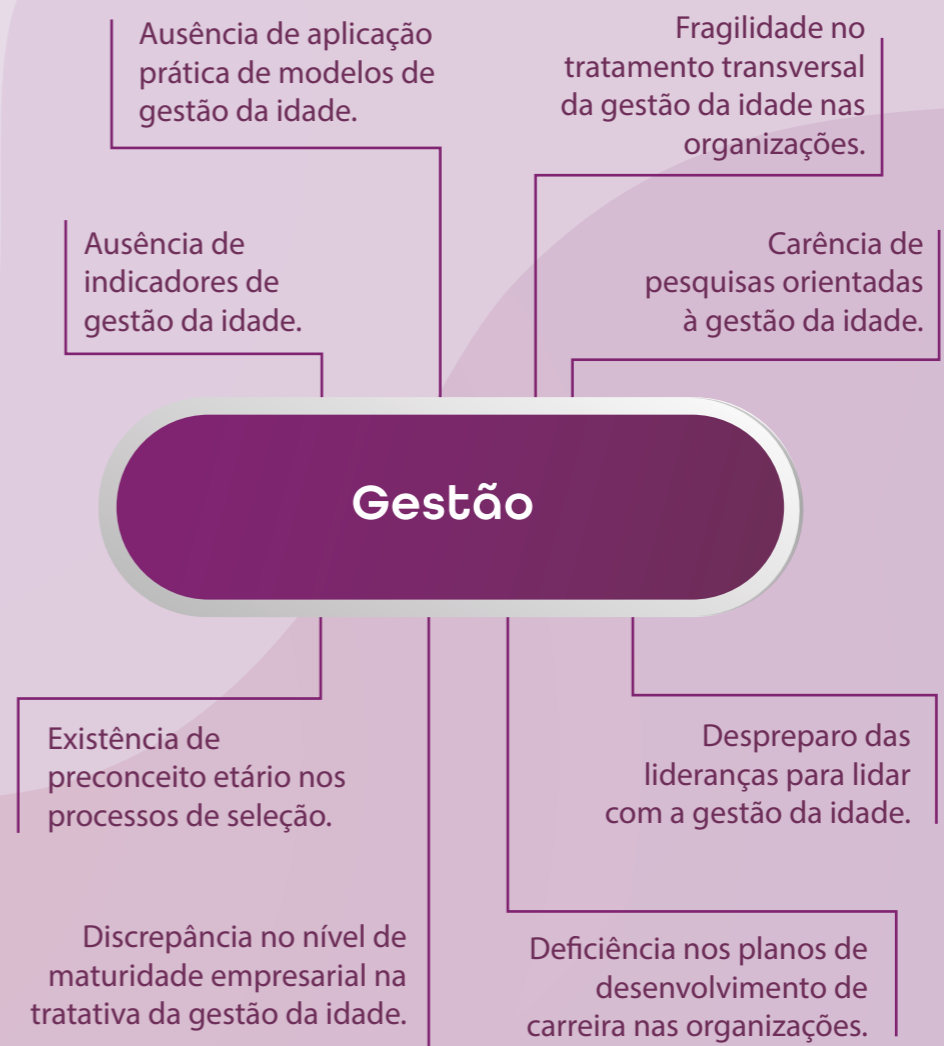 Ausência de aplicação
prática de modelos de
gestão da idade.
Fragilidade no
tratamento transversal
da gestão da idade nas
organizações.
Ausência de
indicadores de
gestão da idade.
Carência de
pesquisas orientadas
à gestão da idade.
Gestão
Existência de
preconceito etário nos
processos de seleção.
Despreparo das
lideranças para lidar
com a gestão da idade.
Discrepância no nível de
maturidade empresarial na
tratativa da gestão da idade.
Deficiência nos planos de
desenvolvimento de
carreira nas organizações.